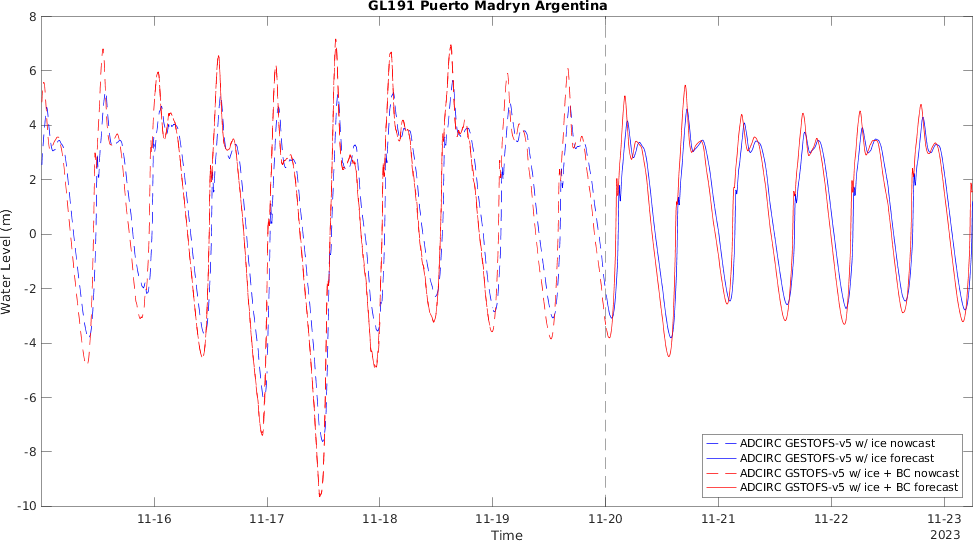 GL191 Puerto Madryn Argentina
8
6
4
2
0
-2
-4
-6
-8
-10
Water Level (m)
ADCIRC GESTOFS-v5 w/ ice nowcast
ADCIRC GESTOFS-v5 w/ ice forecast
ADCIRC GSTOFS-v5 w/ ice + BC nowcast
ADCIRC GSTOFS-v5 w/ ice + BC forecast
11-16 11-17 11-18 11-19 11-20 11-21 11-22 11-23
Time
2023